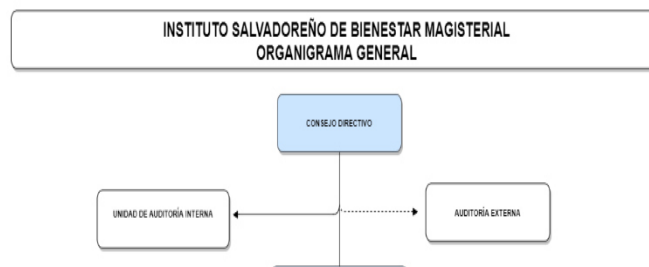 INSTITUTO SALVADOREÑO DE BIENESTAR MAGISTERIAL
ORGANIGRAMA GENERAL
CONSEJO DIRECTIVO
UNIDAD DE AUDITORÍA INTERNA
AUDITORÍA EXTERNA